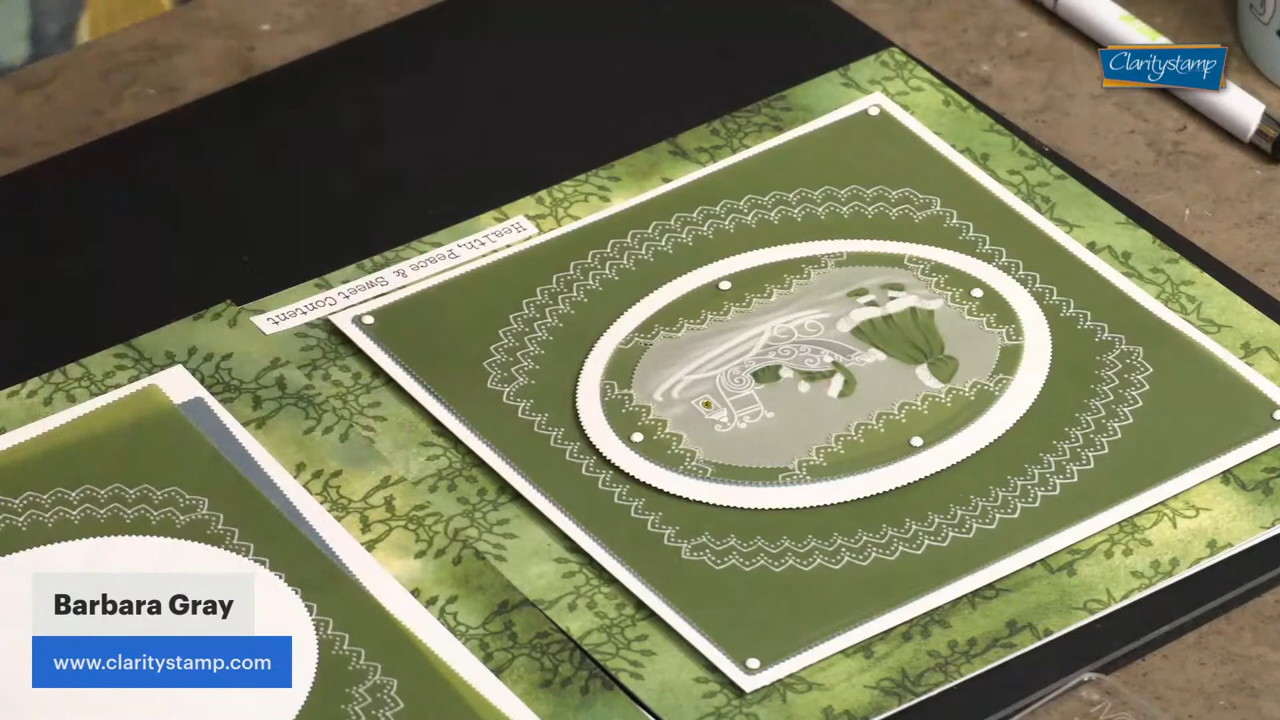 Claritystamp
Health, Peace & Sweet Content
Barbara Gray
www.claritystamp.com